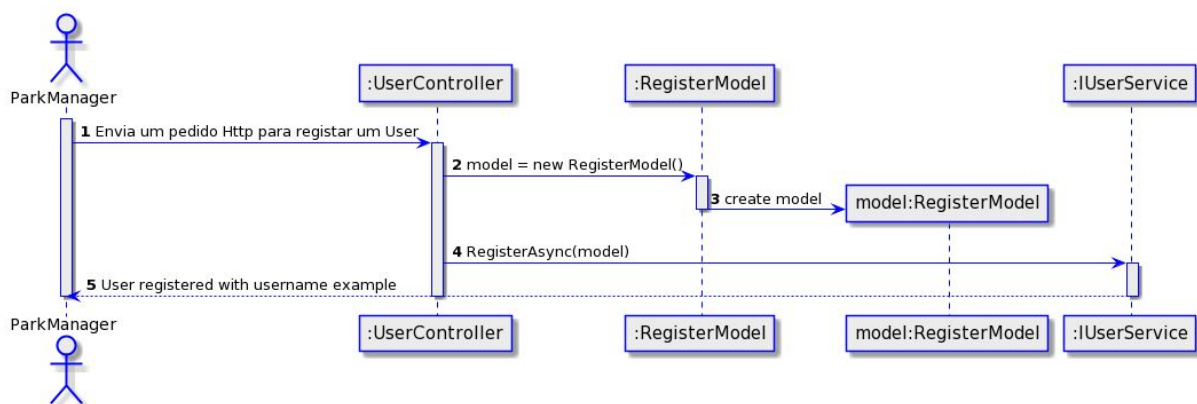 ParkManager
:UserController
:RegisterModel
:IUserService
1 Envia um pedido Http para registar um User
2 model = new RegisterModel()
3 create model
model:RegisterModel
4 RegisterAsync(model)
5 User registered with username example
ParkManager
:UserController
:RegisterModel
model:RegisterModel
:IUserService